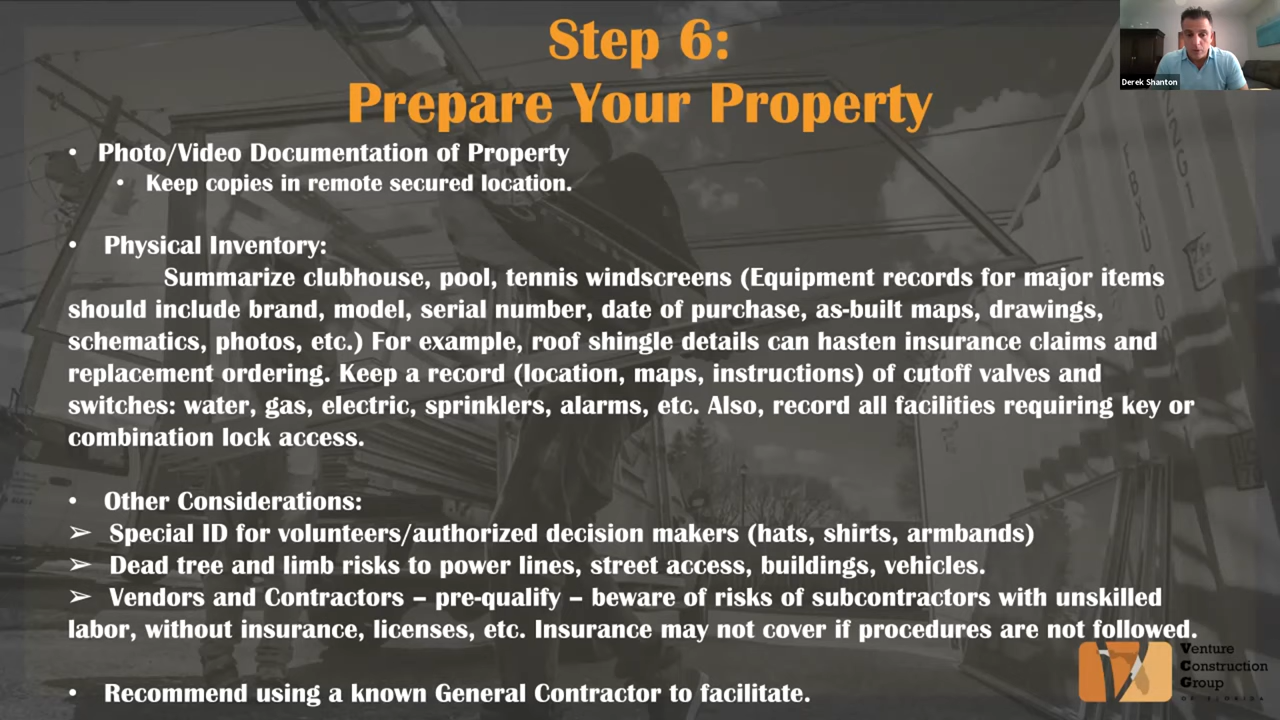 Step 6:
Prepare Your Property
Derek Shanton
• Photo/Video Documentation of Property
• Keep copies in remote secured location.
• Physical Inventory:
Summarize clubhouse, pool, tennis windscreens (Equipment records for major items
should include brand, model, serial number, date of purchase, as-built maps, drawings,
schematics, photos, etc.) For example, roof shingle details can hasten insurance claims and
replacement ordering. Keep a record (location, maps, instructions) of cutoff valves and
switches: water, gas, electric, sprinklers, alarms, etc. Also, record all facilities requiring key or
combination lock access.
• Other Considerations:
➢ Special ID for volunteers/authorized decision makers (hats, shirts, armbands)
➢ Dead tree and limb risks to power lines, street access, buildings, vehicles.
➢ Vendors and Contractors – pre-qualify – beware of risks of subcontractors with unskilled
labor, without insurance, licenses, etc. Insurance may not cover if procedures are not followed.
• Recommend using a known General Contractor to facilitate.
Venture
Construction
Group
OF FLORIDA